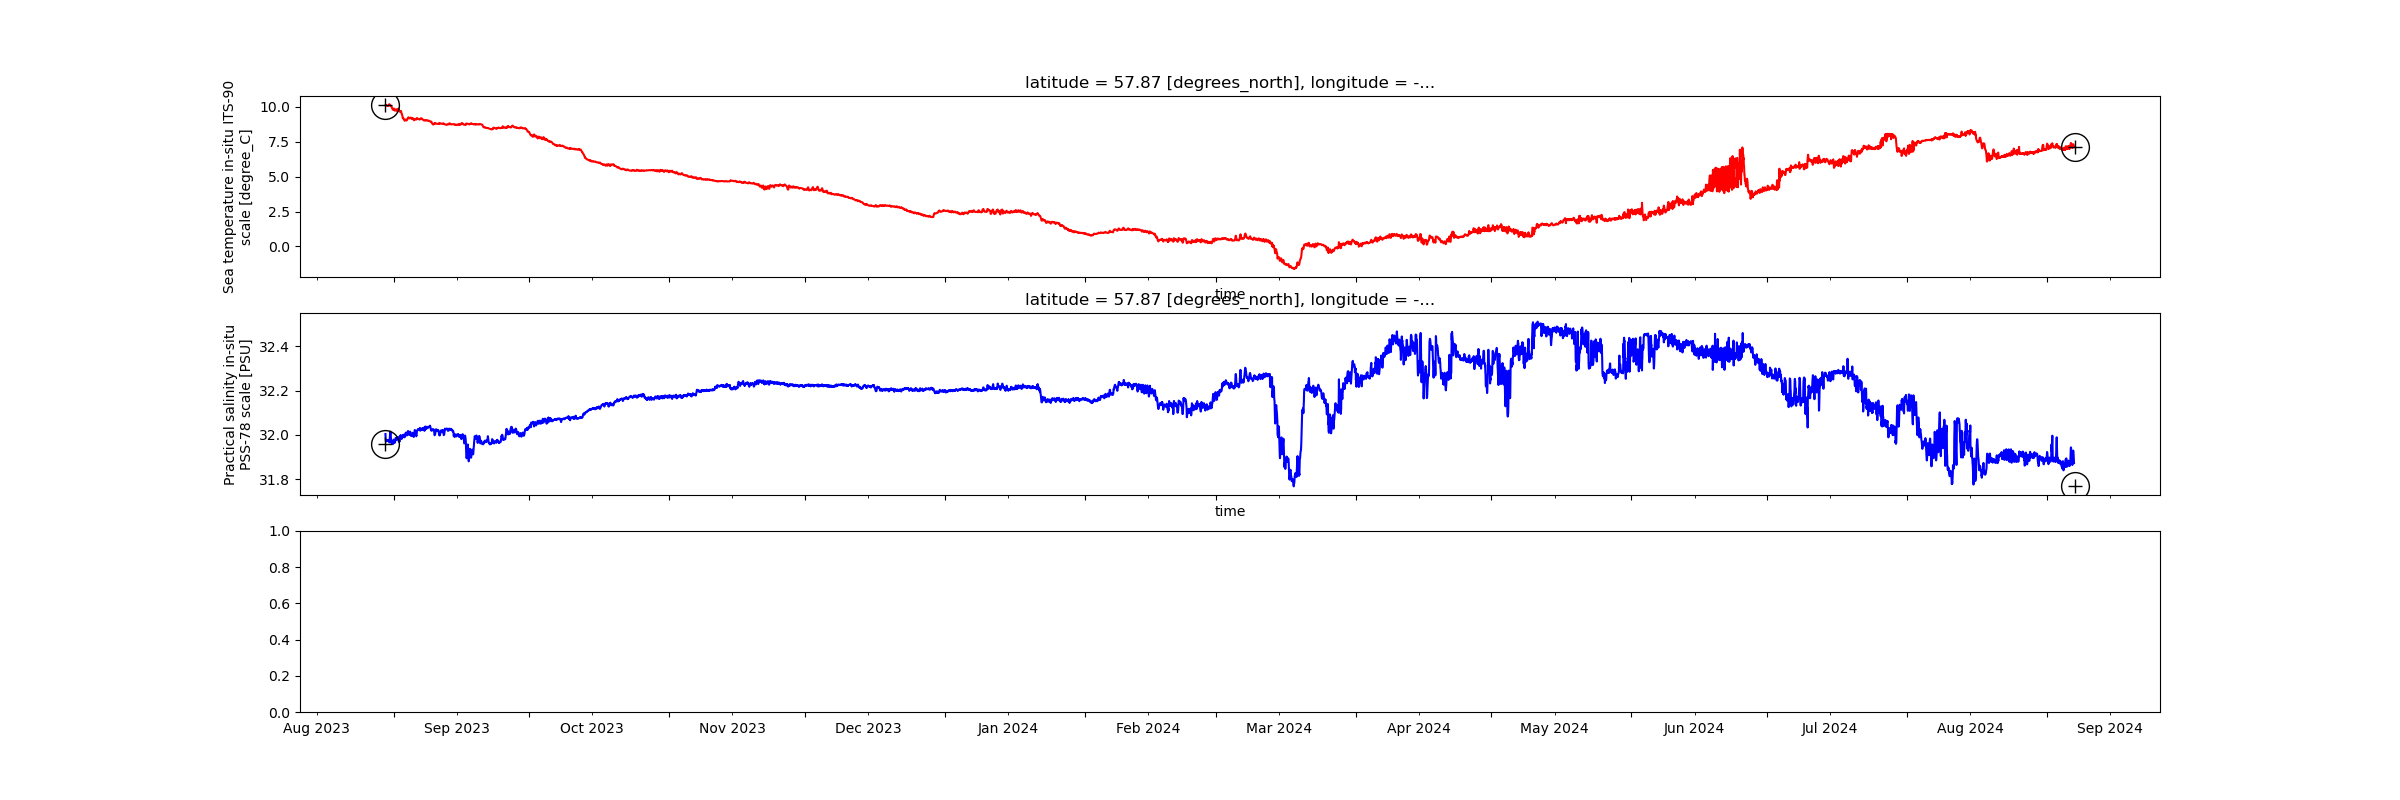 latitude = 57.87 [degrees_north], longitude = -...
Sea temperature in-situ ITS-90
scale [degree_C]
10.0
7.5
5.0
2.5
0.0
time
latitude = 57.87 [degrees_north], longitude = -...
Practical salinity in-situ
PSS-78 scale [PSU]
32.4
32.2
32.0
31.8
time
1.0
0.8
0.6
0.4
0.2
0.0
Aug 2023 Sep 2023 Oct 2023 Nov 2023 Dec 2023 Jan 2024 Feb 2024 Mar 2024 Apr 2024 May 2024 Jun 2024 Jul 2024 Aug 2024 Sep 2024